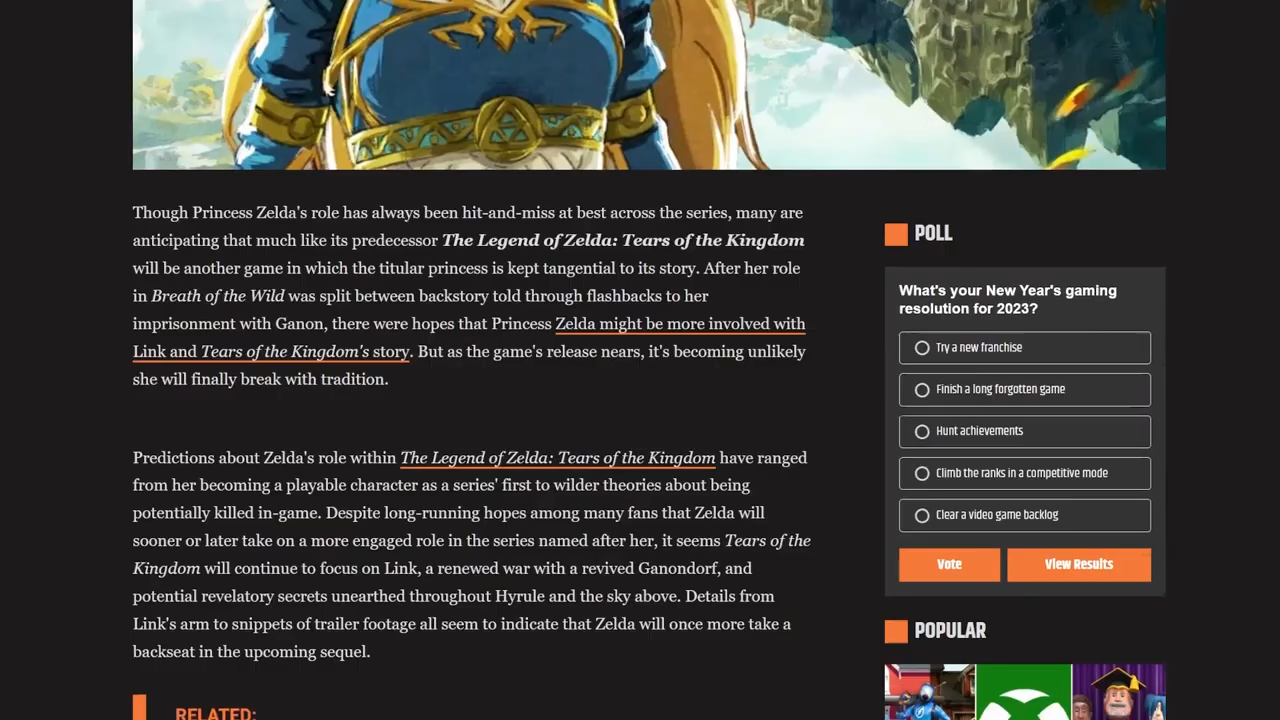 Though Princess Zelda's role has always been hit-and-miss at best across the series, many are
anticipating that much like its predecessor The Legend of Zelda: Tears of the Kingdom
will be another game in which the titular princess is kept tangential to its story. After her role
in Breath of the Wild was split between backstory told through flashbacks to her
imprisonment with Ganon, there were hopes that Princess Zelda might be more involved with
Link and Tears of the Kingdom's story. But as the game's release nears, it's becoming unlikely
she will finally break with tradition.
Predictions about Zelda's role within The Legend of Zelda: Tears of the Kingdom have ranged
from her becoming a playable character as a series' first to wilder theories about being
potentially killed in-game. Despite long-running hopes among many fans that Zelda will
sooner or later take on a more engaged role in the series named after her, it seems Tears of the
Kingdom will continue to focus on Link, a renewed war with a revived Ganondorf, and
potential revelatory secrets unearthed throughout Hyrule and the sky above. Details from
Link's arm to snippets of trailer footage all seem to indicate that Zelda will once more take a
backseat in the upcoming sequel.
RELATED:
POLL
What's your New Year's gaming
resolution for 2023?
Try a new franchise
Finish a long forgotten game
Hunt achievements
Climb the ranks in a competitive mode
Clear a video game backlog
Vote
View Results
POPULAR